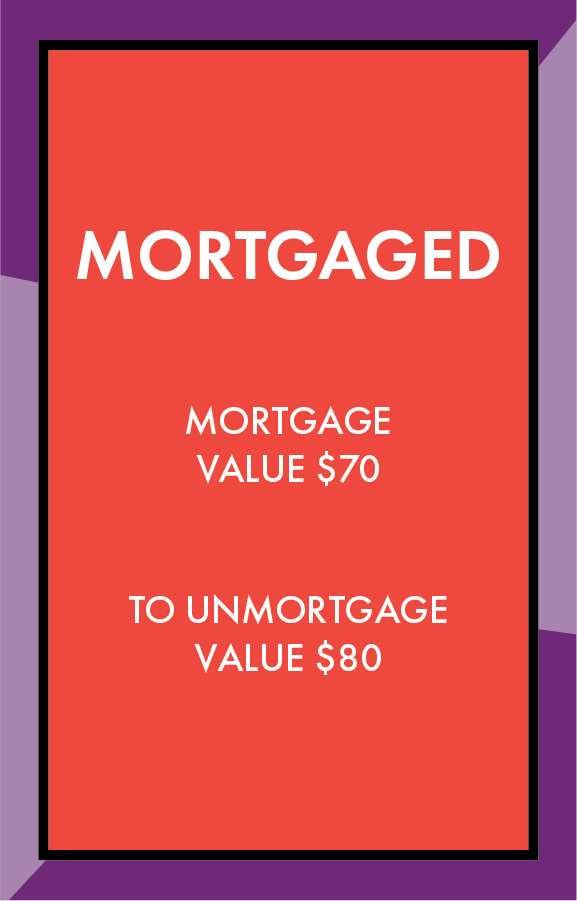 MORTGAGED
MORTGAGE
VALUE $70
TO UNMORTGAGE
VALUE $80